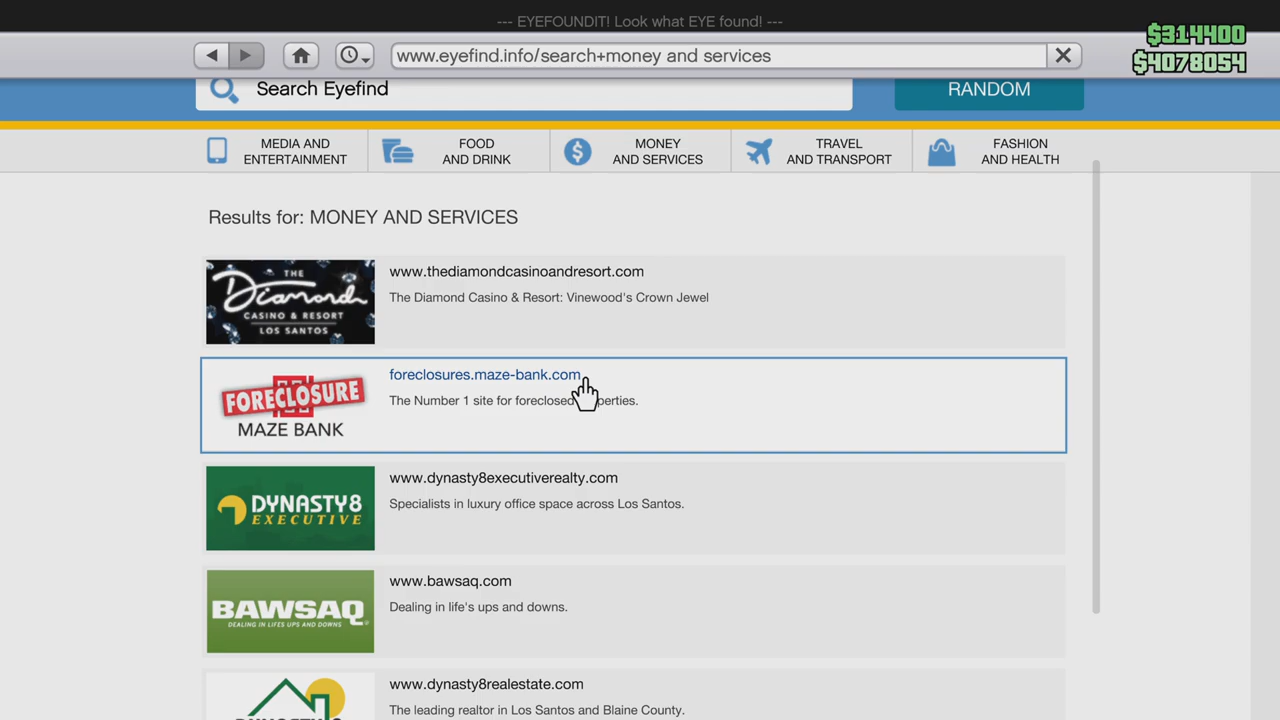 --- EYEFOUNDIT! Look what EYE found! ---
www.eyefind.info/search+money and services
$314400
$4078054
Search Eyefind
RANDOM
MEDIA AND
ENTERTAINMENT
FOOD
AND DRINK
MONEY
AND SERVICES
TRAVEL
AND TRANSPORT
FASHION
AND HEALTH
Results for: MONEY AND SERVICES
THE
Diamond
CASINO & RESORT
LOS SANTOS
www.thediamondcasinoandresort.com
The Diamond Casino & Resort: Vinewood's Crown Jewel
FORECLOSURE
MAZE BANK
foreclosures.maze-bank.com
The Number 1 site for foreclosed perties.
DYNASTY8
EXECUTIVE
www.dynasty8executiverealty.com
Specialists in luxury office space across Los Santos.
BAWSAQ
DEALING IN LIFE'S UPS AND DOWNS
www.bawsaq.com
Dealing in life's ups and downs.
www.dynasty8realestate.com
The leading realtor in Los Santos and Blaine County.